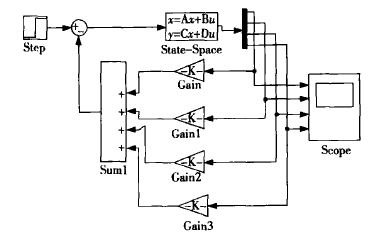 Step
+
−
x=Ax+Bu
y=Cx+Du
State-Space
-K-
Gain
-K-
Gain1
-K-
Gain2
-K-
Gain3
+
+
+
+
Sum1
Scope